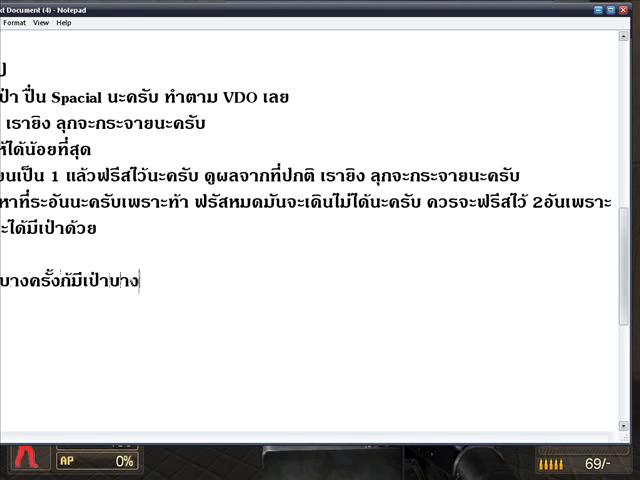 xt Document (4) - Notepad
Format View Help
ป
เป่า ปื่น Spacial นะครับ ทำตาม VDO เลย
เรายิง ลุกจะกระจายนะครับ
ห้ได้น้อยที่สุด
ยนเป็น 1 แล้วฟรีสไว้นะครับ ดูผลจากที่ปกติ เรายิง ลุกจะกระจายนะครับ
หาที่ระอันนะครับเพราะท้า ฟรัสหมดมันจะเดินไม่ได้นะครับ ควรจะฟรีสไว้ 2อันเพราะ
ะได้มีเป่าด้วย
บางครั้งก้มีเป่าบาง
AP 0%
69/-